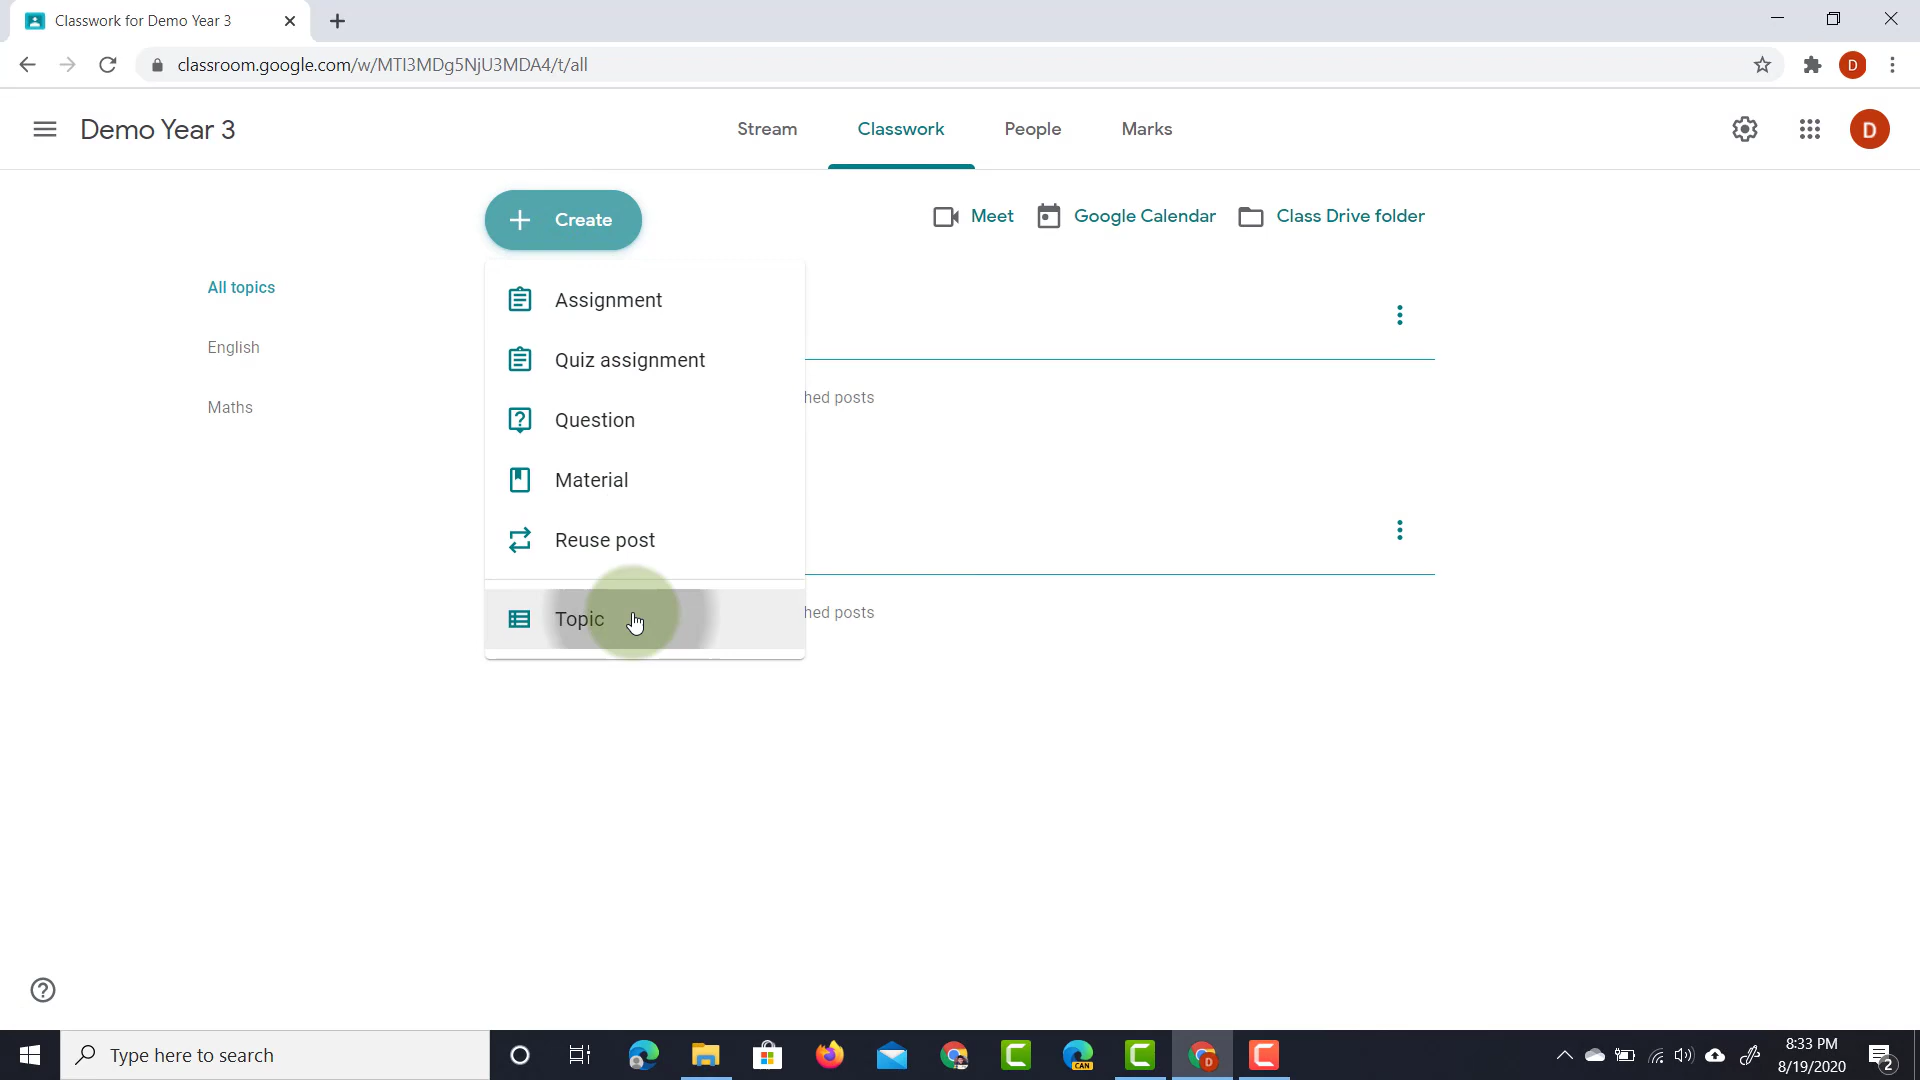 Classwork for Demo Year 3
classroom.google.com/w/MTI3MDg5NjU3MDA4/t/all
D
Demo Year 3
Stream
Classwork
People
Marks
D
Create
Meet
Google Calendar
Class Drive folder
All topics
English
Maths
Assignment
Quiz assignment
Question
Material
Reuse post
Topic
hed posts
hed posts
Type here to search
CAN
D
8:33 PM
8/19/2020
2